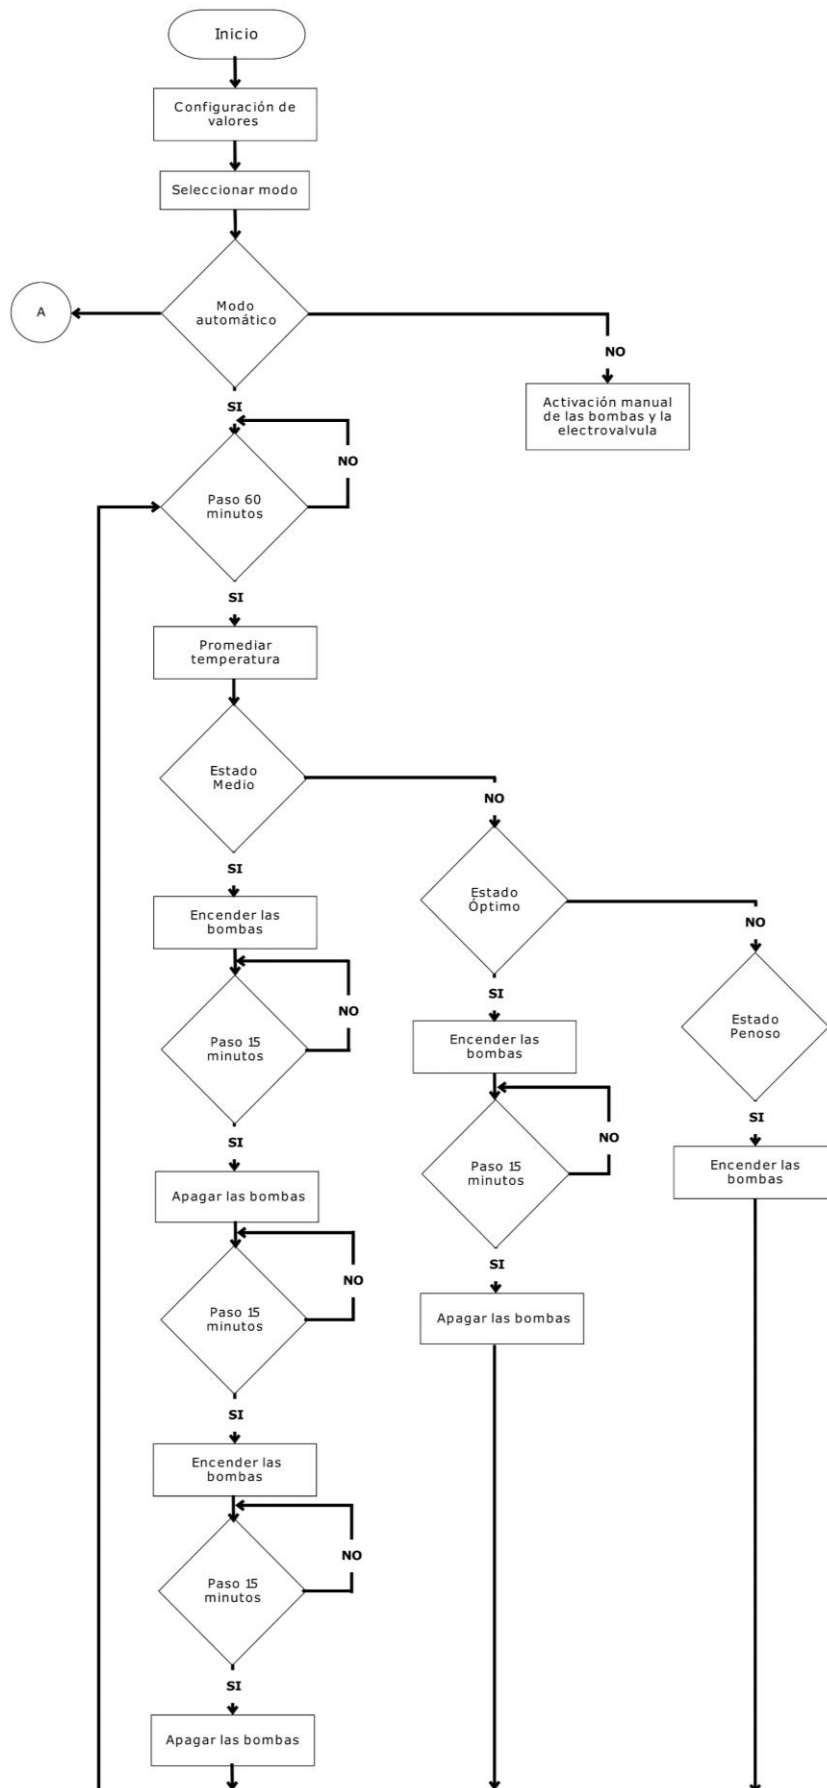 Inicio
Configuración de
valores
Seleccionar modo
A
Modo
automático
NO
SI
Activación manual
de las bombas y la
electrovalvula
NO
Paso 60
minutos
SI
Promediar
temperatura
Estado
Medio
NO
SI
Estado
Óptimo
Encender las
bombas
NO
SI
NO
Paso 15
minutos
Estado
Penoso
Encender las
bombas
SI
SI
NO
Paso 15
minutos
Encender las
bombas
Apagar las bombas
SI
NO
Paso 15
minutos
Apagar las bombas
SI
Encender las
bombas
NO
Paso 15
minutos
SI
Apagar las bombas